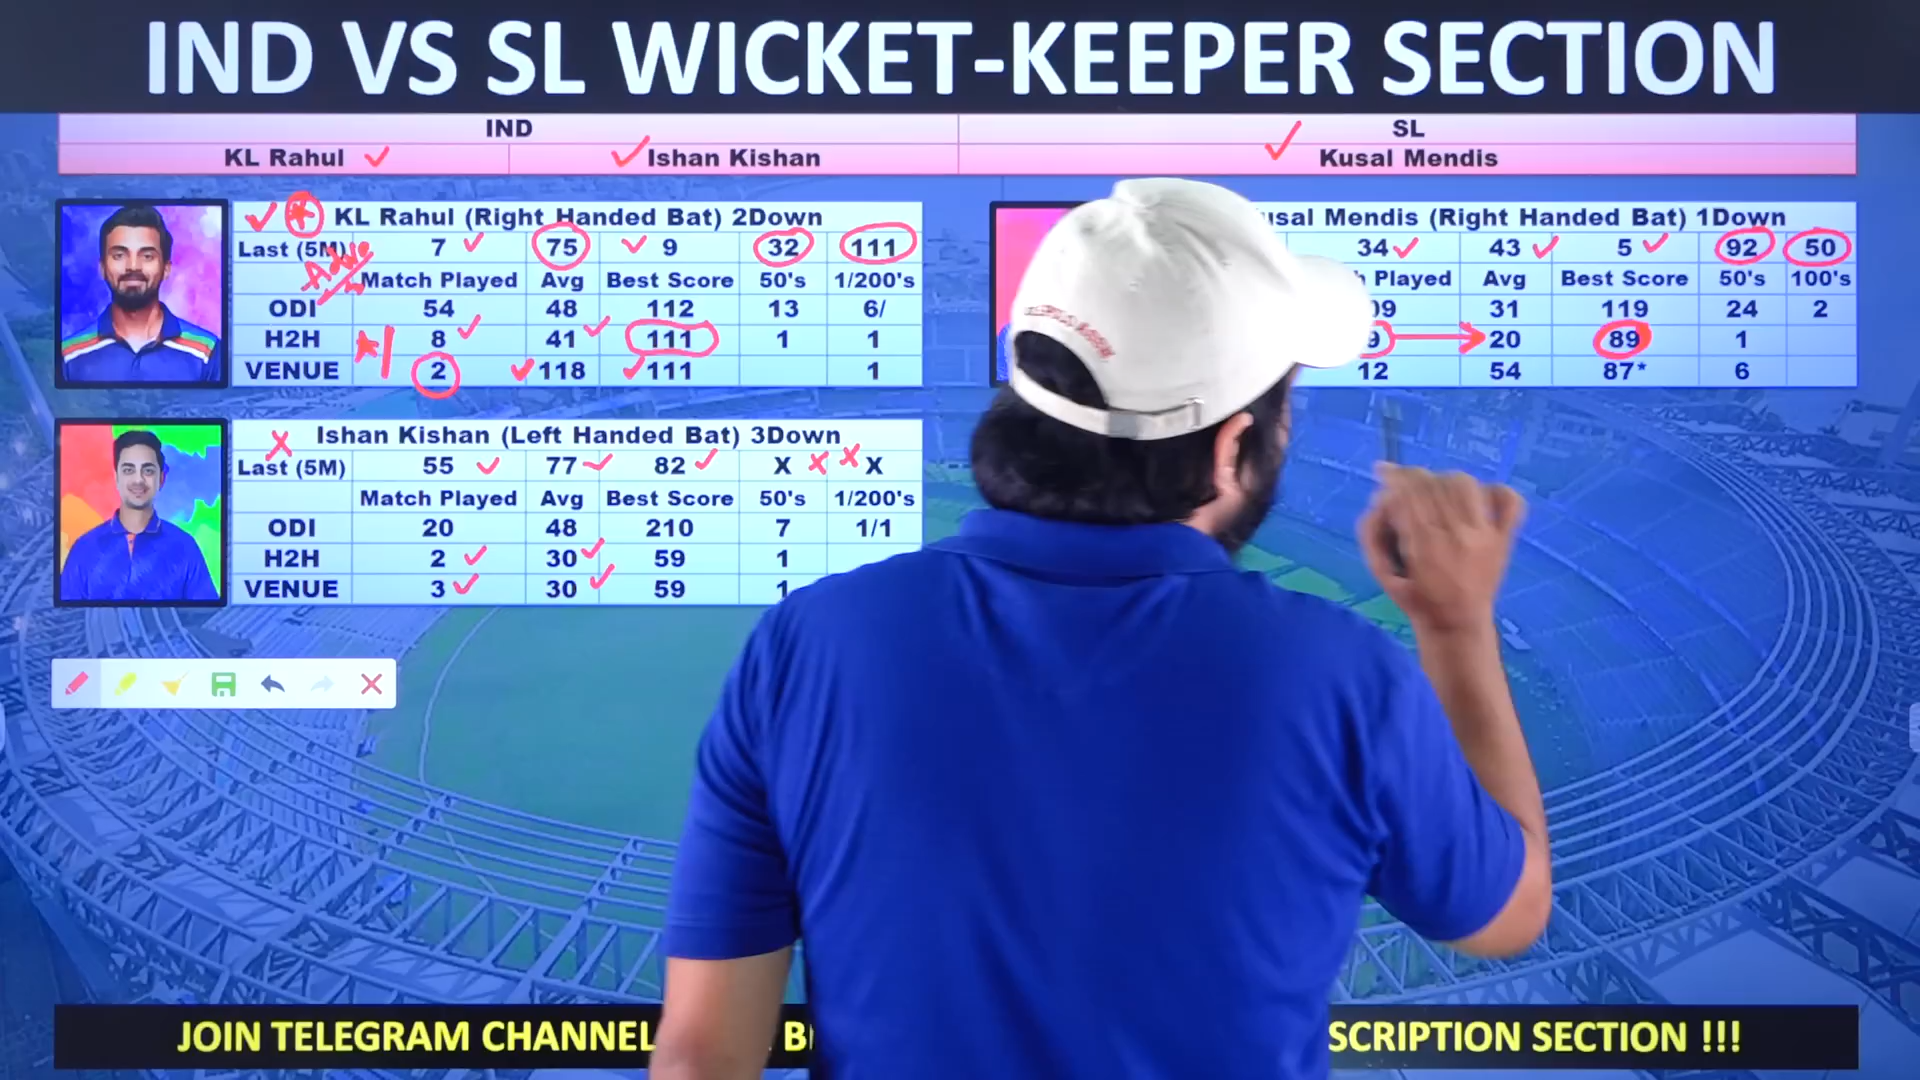 IND VS SL WICKET-KEEPER SECTION
IND SL
KL Rahul Ishan Kishan Kusal Mendis
KL Rahul (Right Handed Bat) 2Down
Last (5M) 7 75 9 32 111
Match Played Avg Best Score 50's 1/200's
ODI 54 48 112 13 6/
H2H 8 41 111 1 1
VENUE 2 118 111 1
Ishan Kishan (Left Handed Bat) 3Down
Last (5M) 55 77 82 X X
Match Played Avg Best Score 50's 1/200's
ODI 20 48 210 7 1/1
H2H 2 30 59 1
VENUE 3 30 59 1
Mendis (Right Handed Bat) 1Down
34 43 5 92 50
Played Avg Best Score 50's 100's
31 119 24 2
20 89 1
12 54 87* 6
JOIN TELEGRAM CHANNEL SECTION !!!